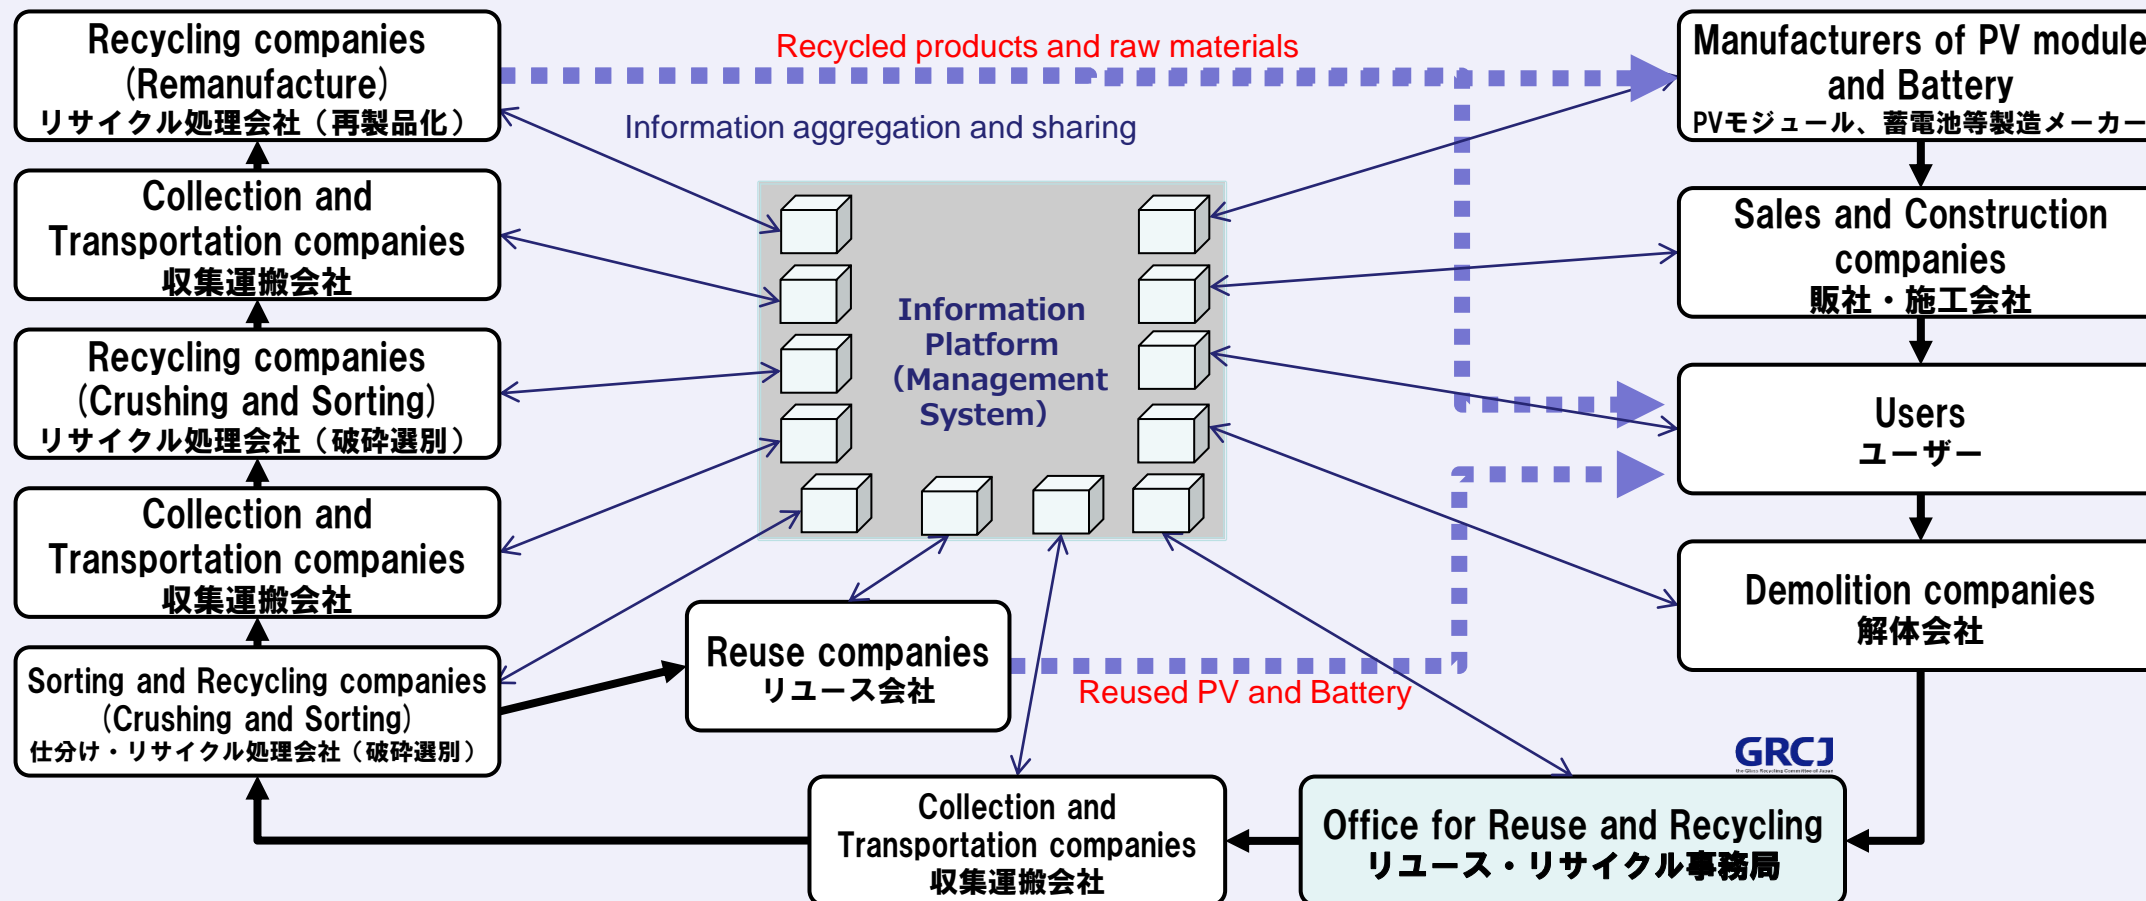 Recycling companies
(Remanufacture)
リサイクル処理会社（再製品化）
Recycled products and raw materials
Manufacturers of PV module
and Battery
PVモジュール、蓄電池等製造メーカー
Information aggregation and sharing
Collection and
Transportation companies
収集運搬会社
Sales and Construction
companies
販社・施工会社
Information
Platform
（Management
System）
Recycling companies
(Crushing and Sorting)
リサイクル処理会社（破砕選別）
Users
ユーザー
Collection and
Transportation companies
収集運搬会社
Demolition companies
解体会社
Sorting and Recycling companies
(Crushing and Sorting)
仕分け・リサイクル処理会社（破砕選別）
Reuse companies
リユース会社
Reused PV and Battery
GRCJ
the Glass Recycling Committee of Japan
Collection and
Transportation companies
収集運搬会社
Office for Reuse and Recycling
リユース・リサイクル事務局